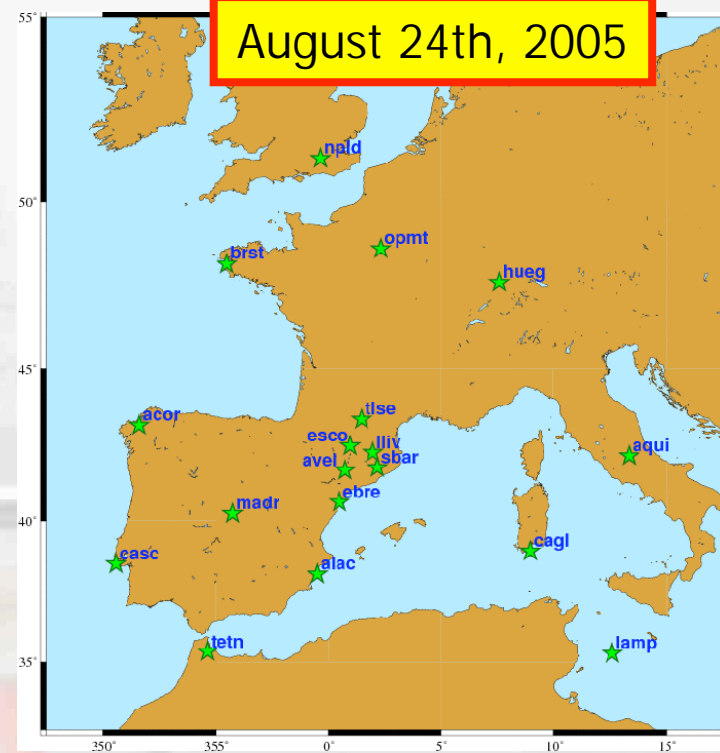 August 24th, 2005
55°
50°
45°
40°
35°
npld
opmt
brst
hueg
tlse
acor
esco
lliv
avel
sbar
aqui
ebre
madr
cagl
casc
alac
tetn
lamp
350° 355° 0° 5° 10° 15°